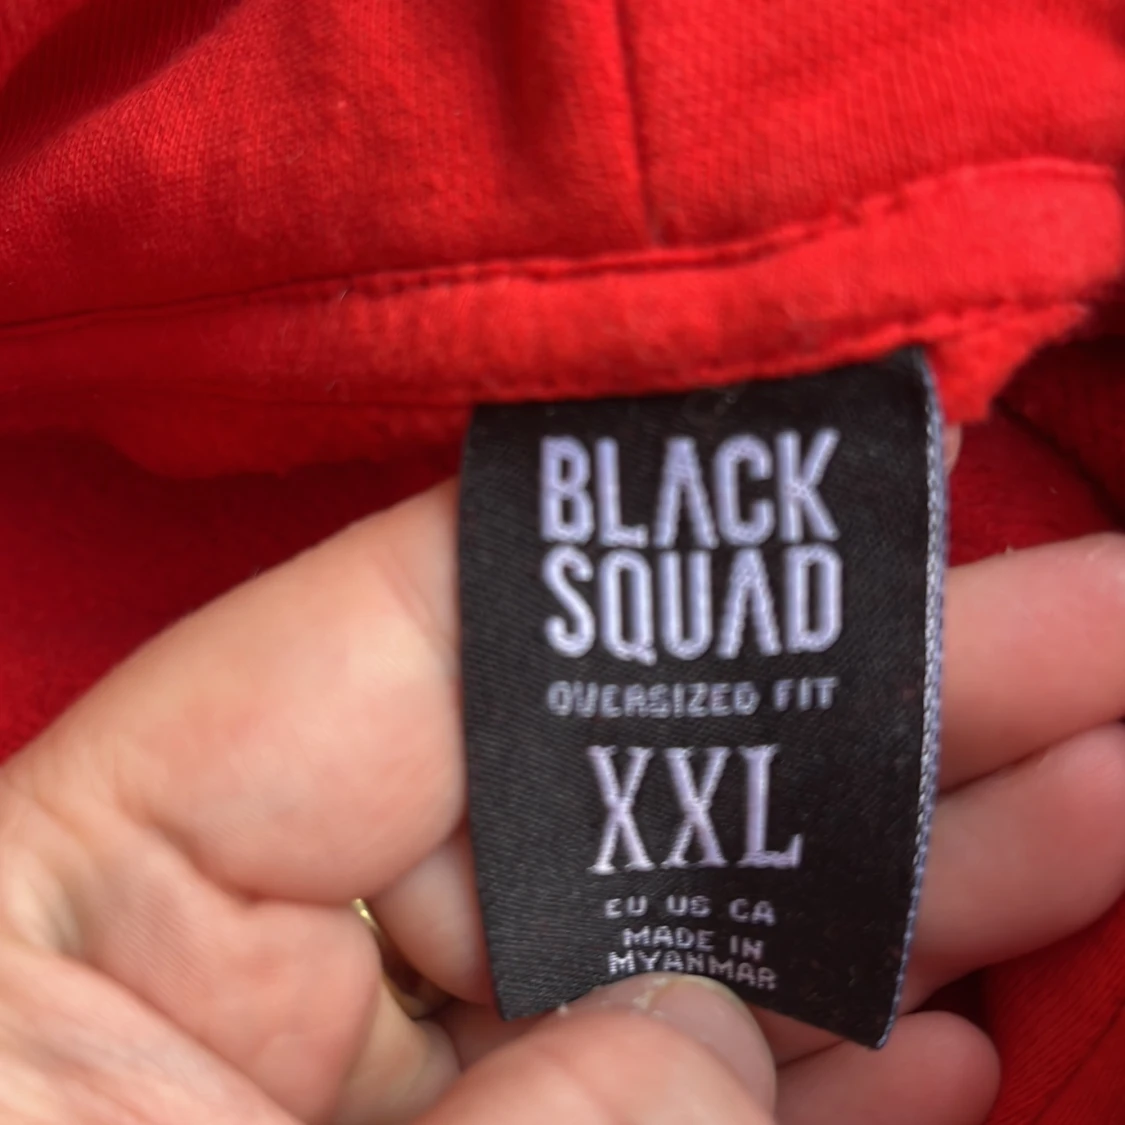 BLACK
SQUAD
OVERSIZED FIT
XXL
EU US CA
MADE IN
MYANMAR